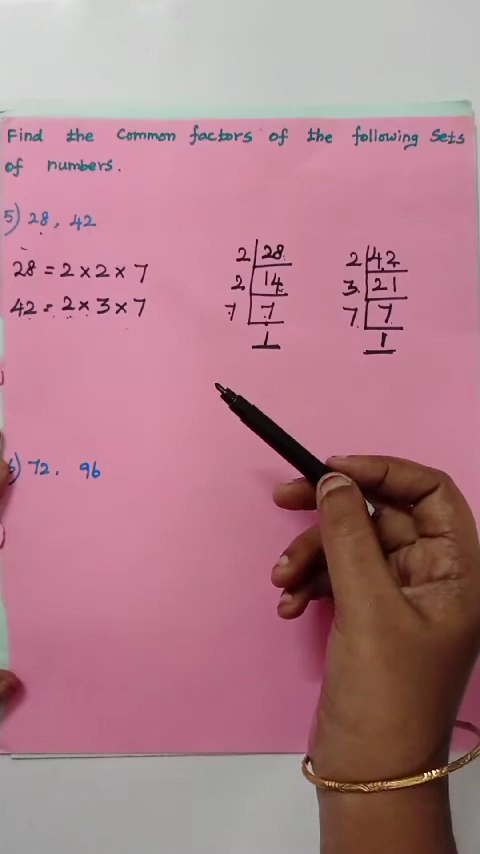 Find the Common factors of the following Sets
of numbers.
5) 28, 42
28 = 2 × 2 × 7
42 = 2 × 3 × 7
2 28
2 14
7 7
1
2 42
3 21
7 7
1
6) 72, 96